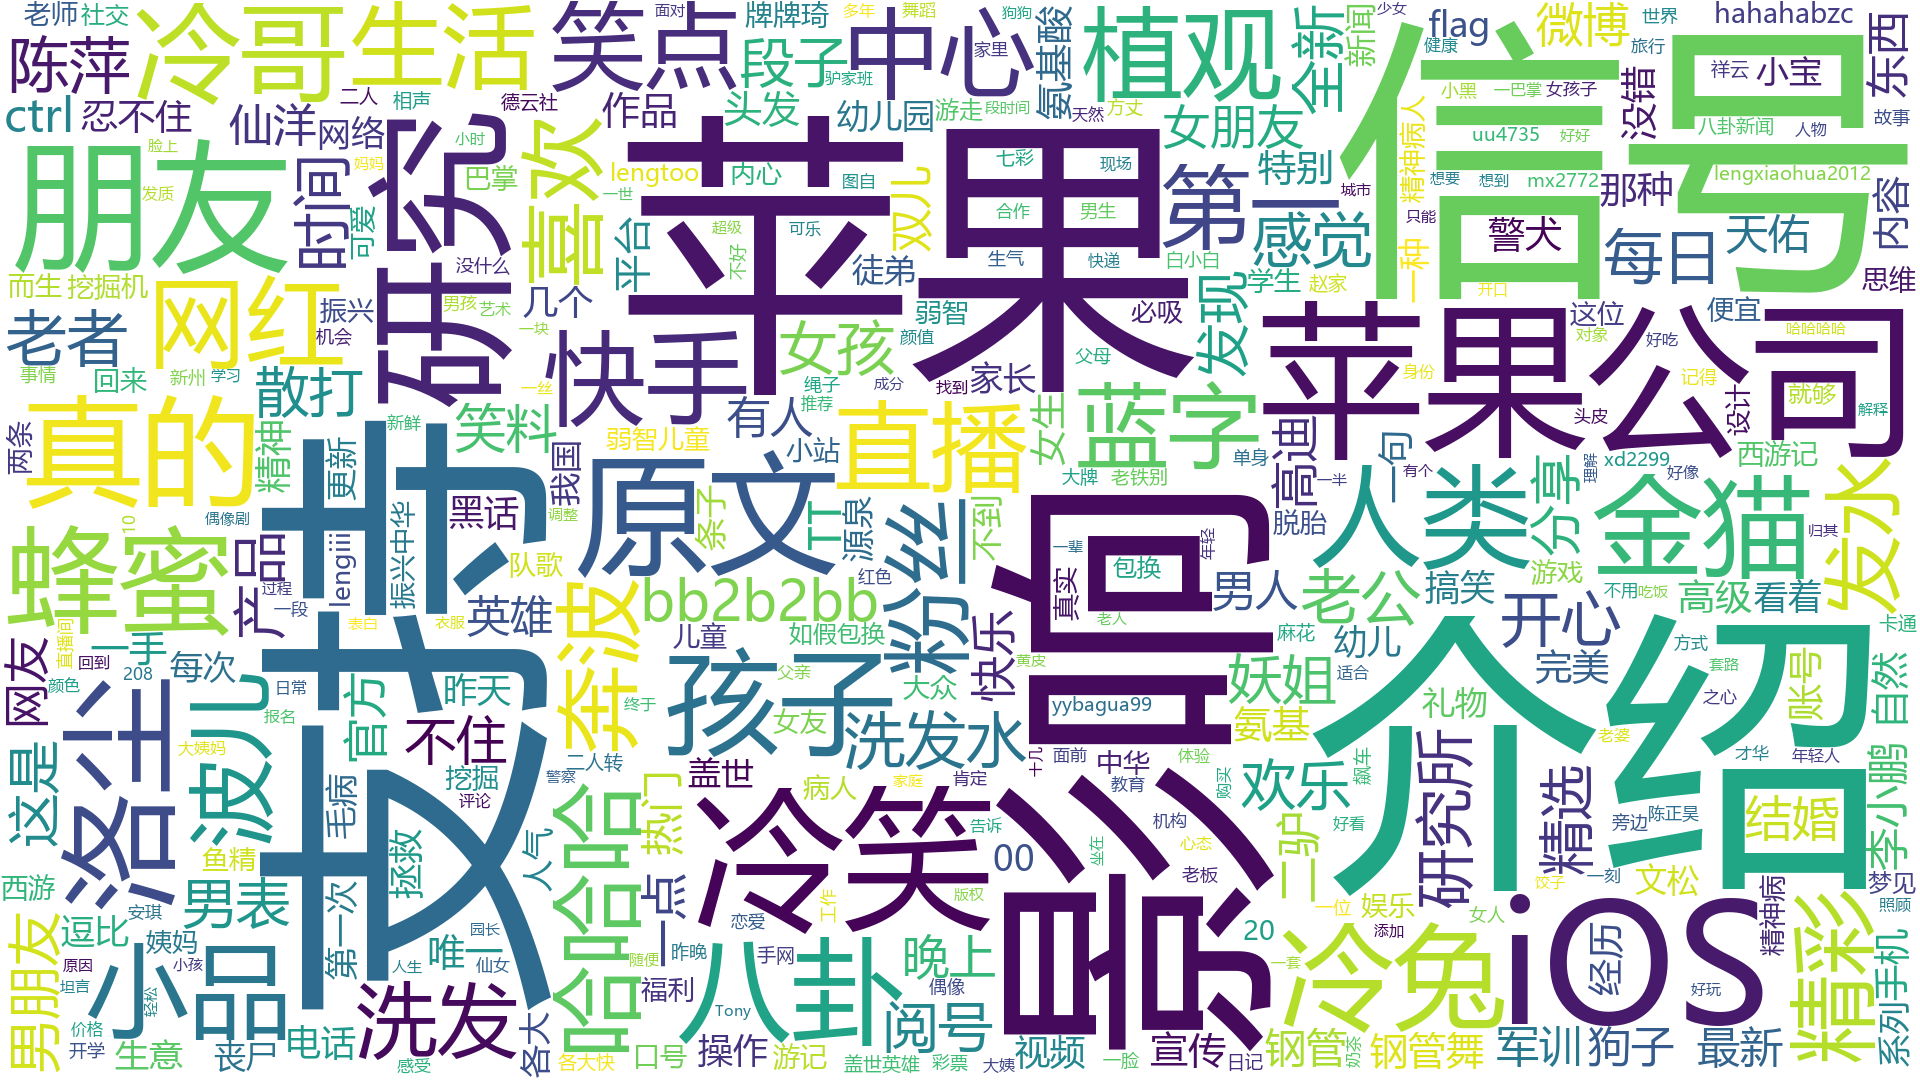 老师
社交
冷哥
生活
笑点
面对
牌牌琦
多年
舞蹈
中心
狗狗
家里
氨基酸
植观
全新
新闻
少女
flag
健康
微博
世界
旅行
hahahabzc
陈萍
二人
相声
德云社
段子
驴家班
祥云
小宝
东西
ctrl
忍不住
仙洋
网络
作品
头发
幼儿园
游走
段时间
天然
方丈
女朋友
精神病人
小黑
一巴掌
女孩子
没错
八卦新闻
人物
故事
信号
朋友
脸上
妈妈
时间
研究
小时
巴掌
喜欢
lengtoo
一世
内心
图自
七彩
现场
苹果
第一
特别
城市
想要
uu4735
好好
想到
mx2772
那种
lengxiaohua2012
发质
可爱
平台
超级
不好
可乐
合作
男生
双儿
感觉
只能
一种
警犬
每日
天佑
内容
而生
挖掘机
没什么
徒弟
生气
快递
白小白
学生
赵家
开口
思维
网红
振兴
男孩
艺术
几个
弱智
必吸
发现
这位
便宜
哈哈哈哈
老者
机会
一块
快手
女孩
颜值
父母
苹果公司
对象
好吃
事情
回来
新州
学习
一丝
绳子
推荐
成分
找到
家长
身份
记得
就够
散打
真的
新鲜
笑料
有人
直播
女生
蓝字
头皮
设计
解释
两条
精神
更新
我国
弱智儿童
小站
大牌
老铁别
单身
高迪
一句
有个
理解
xd2299
好像
西游记
支持
黑话
调整
原文
条子
TT
源泉
不到
一半
脱胎
人类
分享
金猫
归其
发水
蜂蜜
10
偶像剧
产品
lengiiii
振兴中华
队歌
红色
粉丝
信息
一辈
包换
年轻
真实
男人
老公
搞笑
游戏
不用
吃饭
高级
看着
过程
一段
表白
衣服
英雄
奔波
bb2b2bb
老人
网友
直播间
回到
一手
208
每次
日常
儿童
如假包换
快乐
麻花
幼儿
开心
方式
卡通
颜色
洛尘
波儿
报名
官方
昨天
终于
孩子
父亲
大众
黄皮
yybagua99
妖姐
适合
完美
套路
之心
账号
自然
这是
大姨妈
不住
女友
洗发水
面前
氨基
礼物
介绍
老婆
才华
年轻人
挖掘
二人转
盖世
十几
中华
体验
欢乐
飙车
李小鹏
毛病
评论
警察
热门
病人
家庭
肯定
教育
购买
研究所
精选
旁边
陈正昊
结婚
鱼精
拯救
人气
哈哈哈
冷笑
告诉
坐在
机构
心态
好看
二驴
饺子
一刻
文松
梦见
西游
安琪
男表
第一次
一点
工作
版权
00
老板
一位
娱乐
女人
精神病
照顾
男朋友
逗比
姨妈
唯一
园长
仙女
恋爱
昨晚
手网
晚上
电影
20
添加
iOS
经历
精彩
原因
小孩
小品
人生
随便
福利
八卦
偶像
一套
冷兔
好玩
系列手机
坦言
轻松
洗发
Tony
阅号
视频
价格
开学
生意
丧尸
电话
感受
各大
各大快
口号
操作
游记
盖世英雄
彩票
大姨
一脸
宣传
日记
钢管
奶茶
钢管舞
军训
狗子
最新